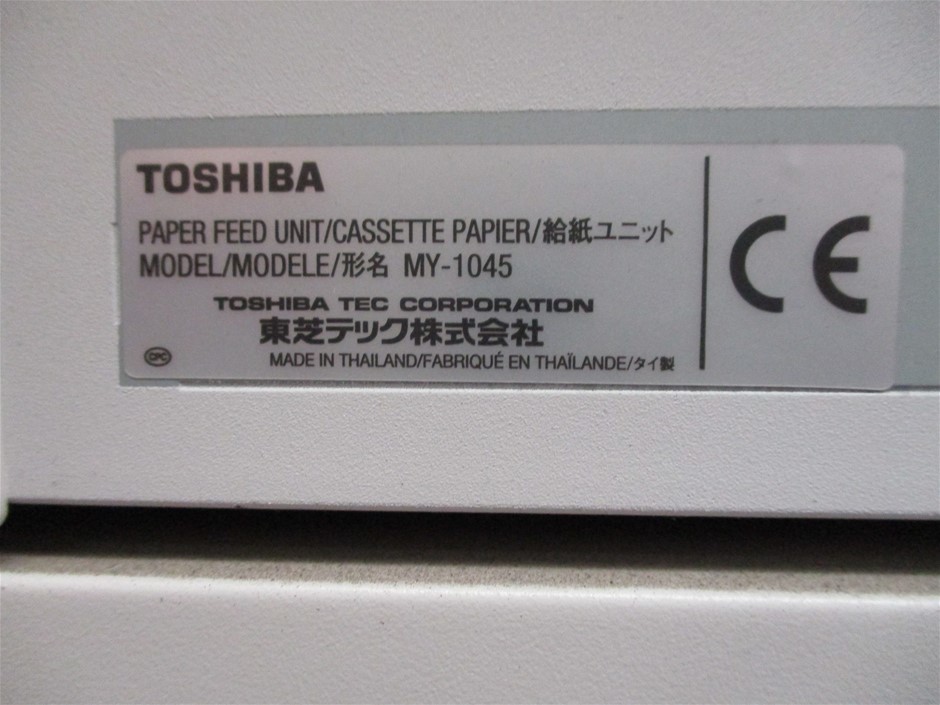 TOSHIBA
PAPER FEED UNIT/CASSETTE PAPIER/給紙ユニット
MODEL/MODELE/形名 MY-1045
TOSHIBA TEC CORPORATION
東芝テック株式会社
CPC
MADE IN THAILAND/FABRIQUÉ EN THAÏLANDE/タイ製
CE